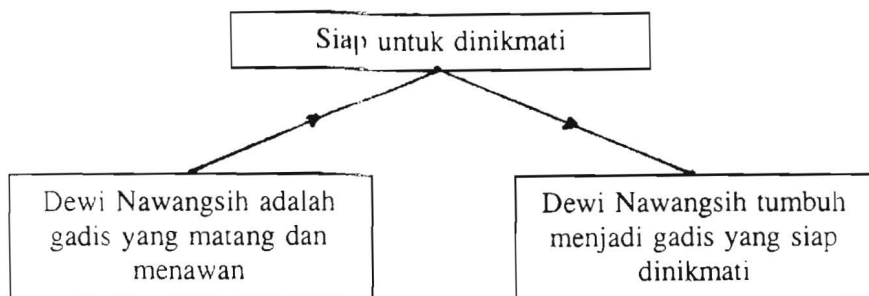 Siap untuk dinikmati
Dewi Nawangsih adalah
gadis yang matang dan
menawan
Dewi Nawangsih tumbuh
menjadi gadis yang siap
dinikmati